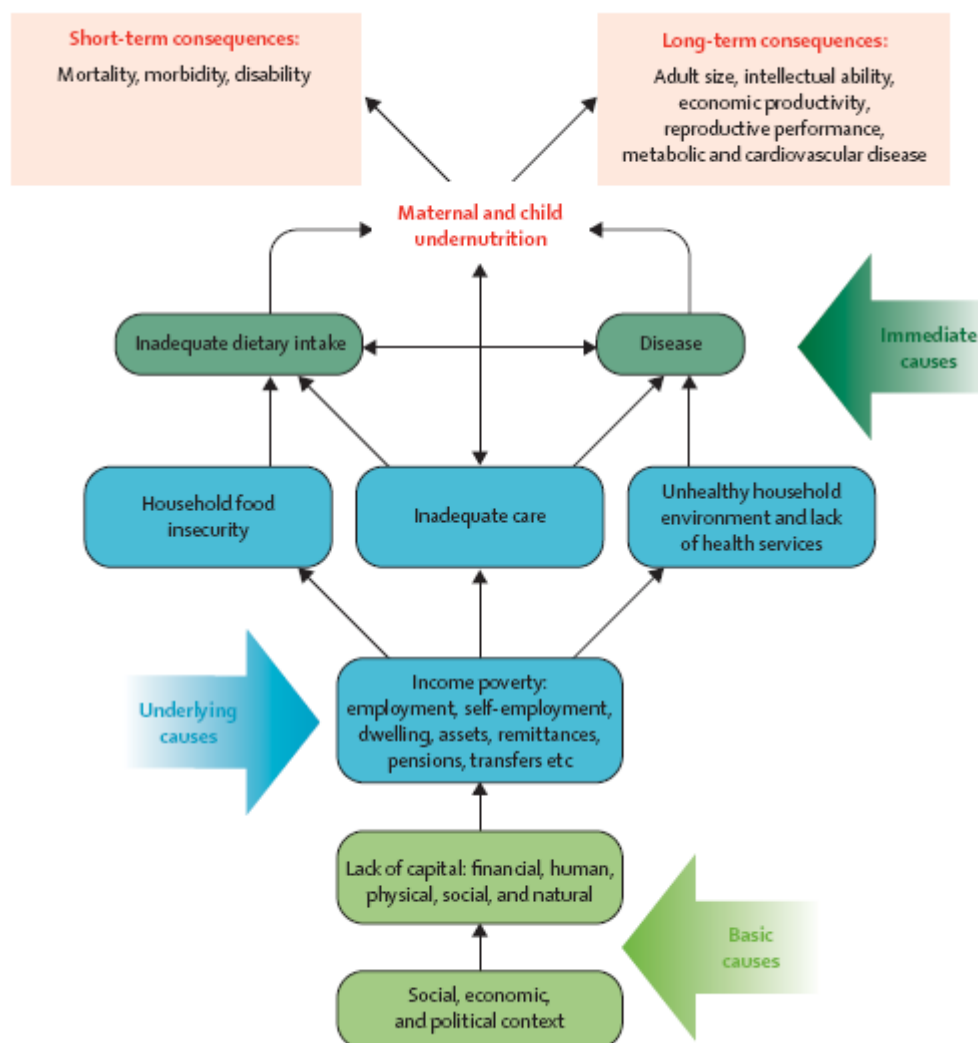 Short-term consequences:
Mortality, morbidity, disability
Long-term consequences:
Adult size, intellectual ability,
economic productivity,
reproductive performance,
metabolic and cardiovascular disease
Maternal and child
undernutrition
Inadequate dietary intake
Disease
Immediate
causes
Household food
insecurity
Inadequate care
Unhealthy household
environment and lack
of health services
Underlying
causes
Income poverty:
employment, self-employment,
dwelling, assets, remittances,
pensions, transfers etc
Lack of capital: financial, human,
physical, social, and natural
Basic
causes
Social, economic,
and political context